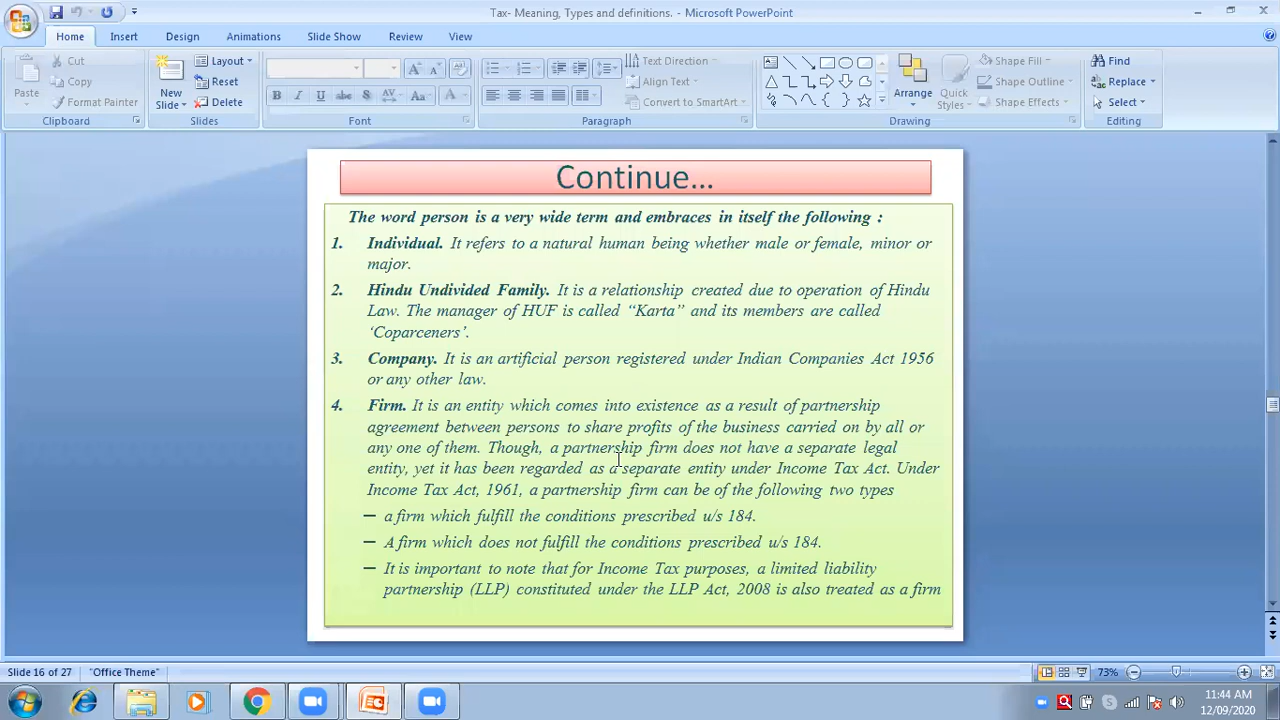 Tax- Meaning, Types and definitions. - Microsoft PowerPoint
Home Insert Design Animations Slide Show Review View
Paste
Cut
Copy
Format Painter
Clipboard
New Slide
Layout
Reset
Delete
Slides
B I U abc AV Aa A
Font
Text Direction
Align Text
Convert to SmartArt
Paragraph
Arrange
Quick Styles
Shape Fill
Shape Outline
Shape Effects
Drawing
Find
Replace
Select
Editing
Continue...
The word person is a very wide term and embraces in itself the following :
1. Individual. It refers to a natural human being whether male or female, minor or
major.
2. Hindu Undivided Family. It is a relationship created due to operation of Hindu
Law. The manager of HUF is called “Karta” and its members are called
‘Coparceners’.
3. Company. It is an artificial person registered under Indian Companies Act 1956
or any other law.
4. Firm. It is an entity which comes into existence as a result of partnership
agreement between persons to share profits of the business carried on by all or
any one of them. Though, a partnership firm does not have a separate legal
entity, yet it has been regarded as a separate entity under Income Tax Act. Under
Income Tax Act, 1961, a partnership firm can be of the following two types
– a firm which fulfill the conditions prescribed u/s 184.
– A firm which does not fulfill the conditions prescribed u/s 184.
– It is important to note that for Income Tax purposes, a limited liability
partnership (LLP) constituted under the LLP Act, 2008 is also treated as a firm
Slide 16 of 27 "Office Theme" 73%
11:44 AM
12/09/2020